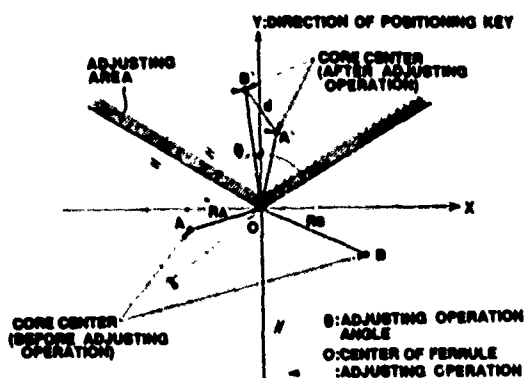 Y:DIRECTION OF POSITIONING KEY
ADJUSTING
AREA
CORE CENTER
(AFTER ADJUSTING
OPERATION)
B'
d
A'
θ
RA
RB
X
A
O
B
CORE CENTER
(BEFORE ADJUSTING
OPERATION)
θ:ADJUSTING OPERATION
ANGLE
O:CENTER OF FERRULE
:ADJUSTING OPERATION